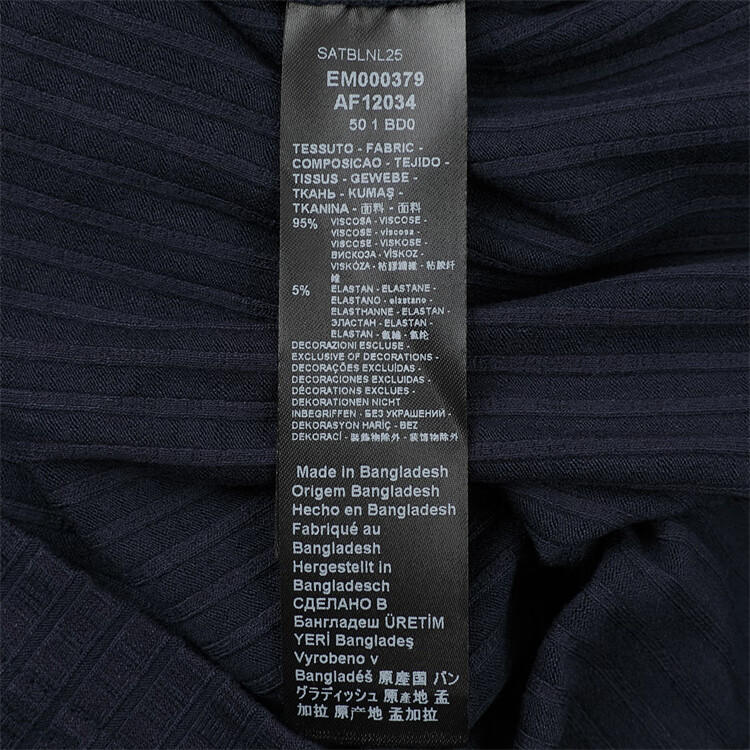 SATBLNL25
EM000379
AF12034
50 1 BD0
TESSUTO - FABRIC -
COMPOSICAO - TEJIDO -
TISSUS - GEWEBE -
ТКАНЬ - KUMAŞ -
TKANINA - 面料 - 面料
95% VISCOSA - VISCOSE -
VISCOSE - viscosa -
VISCOSE - VISKOSE -
ВИСКОЗА - VİSKOZ -
VISKÓZA - 粘膠纖維 - 粘胶纤
维
5% ELASTAN - ELASTANE -
ELASTANO - elastano -
ELASTHANNE - ELASTAN -
ЭЛАСТАН - ELASTAN -
ELASTAN - 氨綸 - 氨纶
DECORAZIONI ESCLUSE -
EXCLUSIVE OF DECORATIONS -
DECORAÇÕES EXCLUÍDAS -
DECORACIONES EXCLUIDAS -
DÉCORATIONS EXCLUES -
DEKORATIONEN NICHT
INBEGRIFFEN - БЕЗ УКРАШЕНИЙ -
DEKORASYON HARİÇ - BEZ
DEKORACÍ - 裝飾物除外 - 装饰物除外
Made in Bangladesh
Origem Bangladesh
Hecho en Bangladesh
Fabriqué au
Bangladesh
Hergestellt in
Bangladesch
СДЕЛАНО В
Бангладеш ÜRETİM
YERİ Bangladeş
Vyrobeno v
Bangladéš 原産国 バン
グラディッシュ 原產地 孟
加拉 原产地 孟加拉